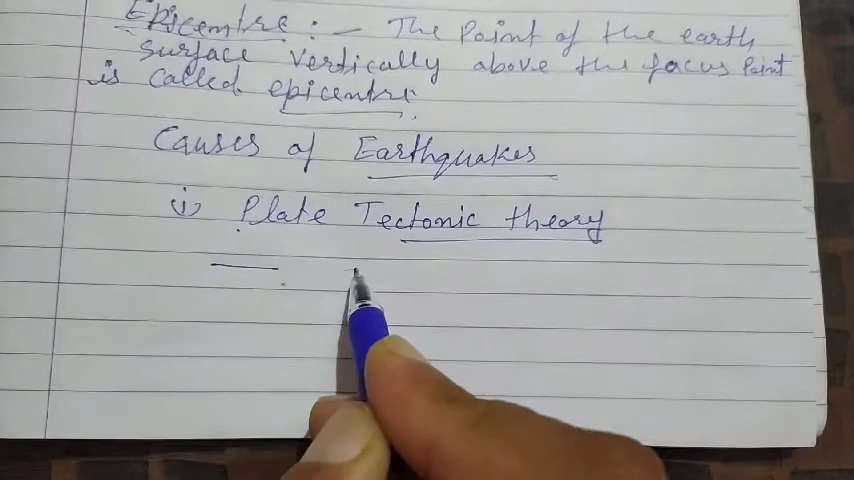 Epicentre :- The Point of the earth
surface Vertically above the focus Point
is called epicentre.
Causes of Earthquakes
(i) Plate Tectonic theory